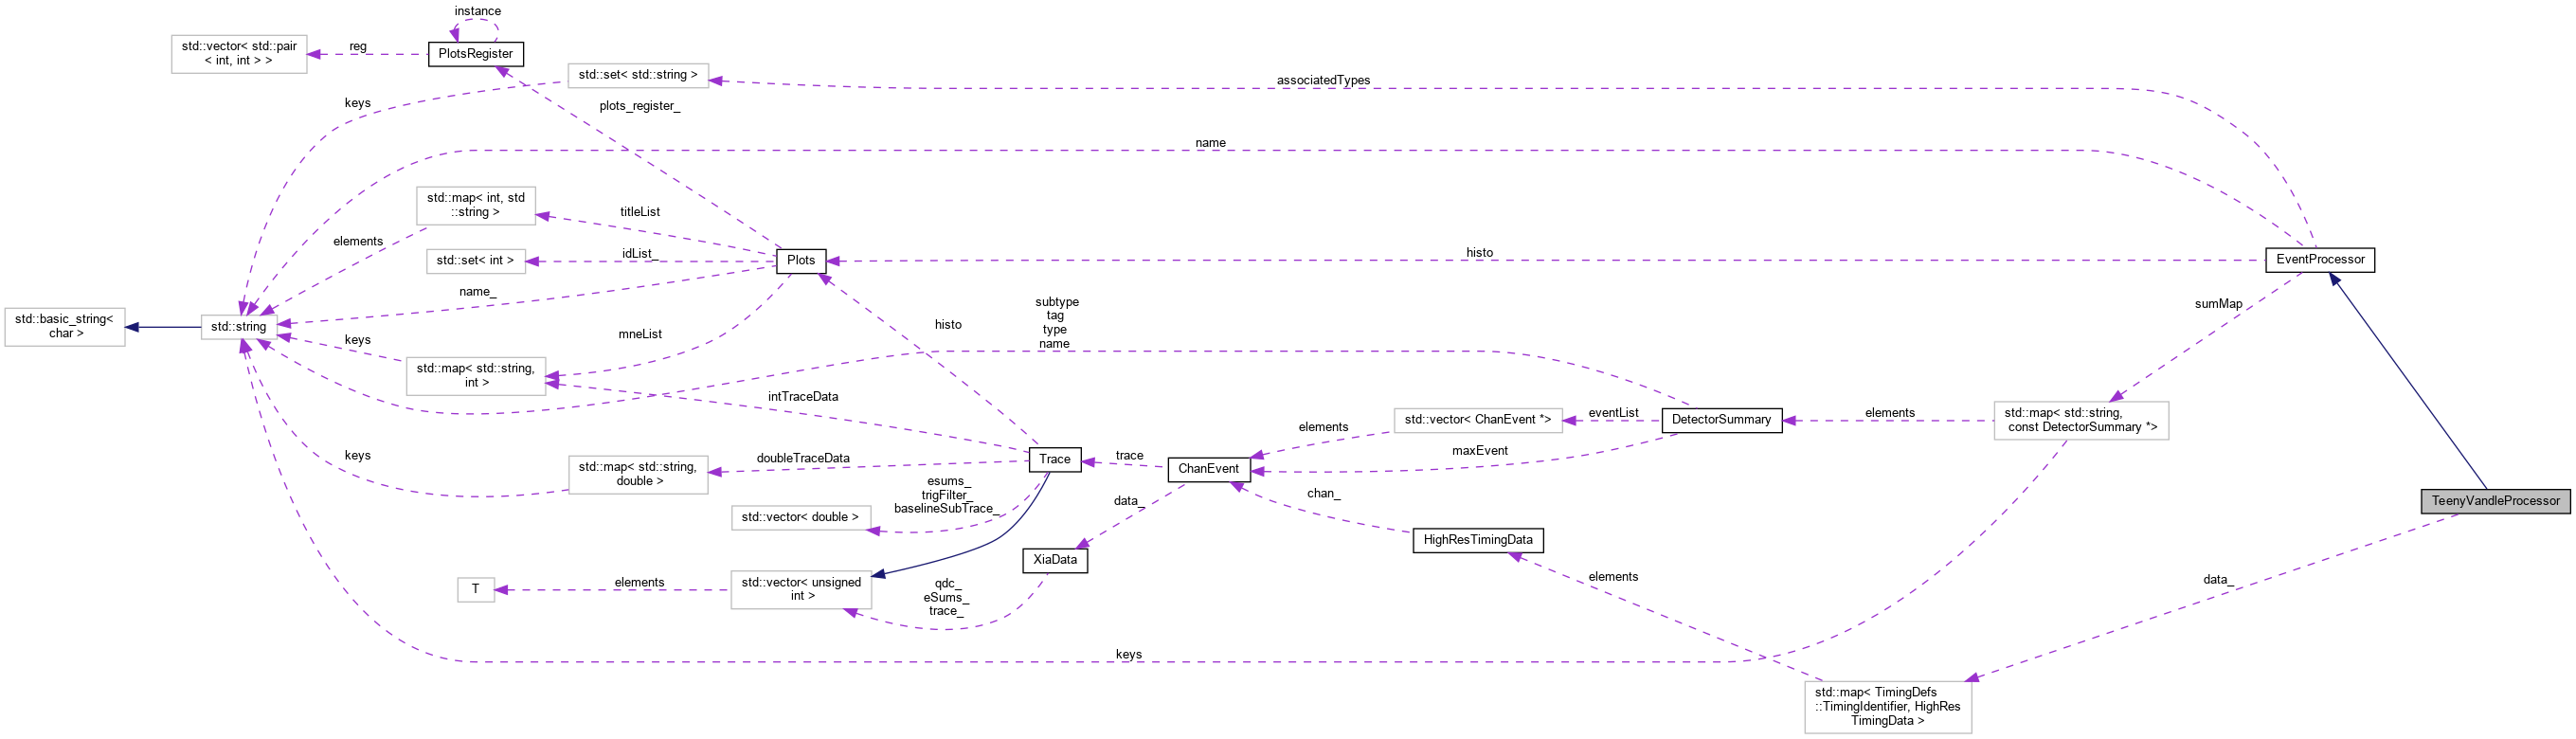 instance
std::vector< std::pair
< int, int > >
reg
PlotsRegister
std::set< std::string >
associatedTypes
keys
plots_register_
name
std::map< int, std
::string >
titleList
elements
std::set< int >
idList_
Plots
histo
EventProcessor
name_
sumMap
std::basic_string<
char >
std::string
mneList
histo
subtype
tag
type
name
keys
std::map< std::string,
int >
intTraceData
std::vector< ChanEvent *>
eventList
DetectorSummary
elements
std::map< std::string,
const DetectorSummary *>
elements
maxEvent
keys
std::map< std::string,
double >
doubleTraceData
Trace
trace
ChanEvent
esums_
trigFilter_
baselineSubTrace_
std::vector< double >
data_
chan_
TeenyVandleProcessor
HighResTimingData
XiaData
T
elements
std::vector< unsigned
int >
qdc_
eSums_
trace_
elements
data_
keys
std::map< TimingDefs
::TimingIdentifier, HighRes
TimingData >